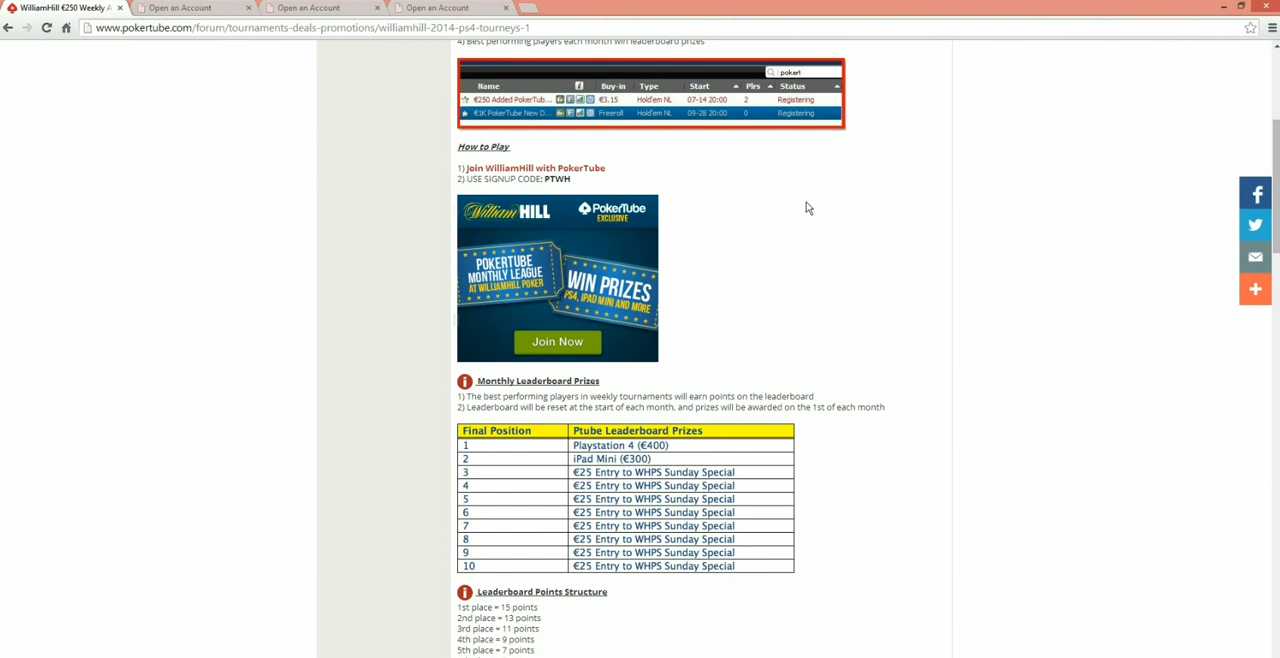 WilliamHill €250 Weekly A
Open an Account
Open an Account
Open an Account
www.pokertube.com/forum/tournaments-deals-promotions/williamhill-2014-ps4-tourneys-1
4) Best performing players each month win leaderboard prizes
pokert
Name Buy-in Type Start Plrs Status
€250 Added PokerTub... €3.15 Hold'em NL 07-14 20:00 2 Registering
€1K PokerTube New D... Freeroll Hold'em NL 09-28 20:00 0 Registering
How to Play
1) Join WilliamHill with PokerTube
2) USE SIGNUP CODE: PTWH
William HILL
PokerTube
EXCLUSIVE
POKERTUBE
MONTHLY LEAGUE
AT WILLIAMHILL POKER
WIN PRIZES
PS4, IPAD MINI AND MORE
Join Now
Monthly Leaderboard Prizes
1) The best performing players in weekly tournaments will earn points on the leaderboard
2) Leaderboard will be reset at the start of each month, and prizes will be awarded on the 1st of each month
Final Position Ptube Leaderboard Prizes
1 Playstation 4 (€400)
2 iPad Mini (€300)
3 €25 Entry to WHPS Sunday Special
4 €25 Entry to WHPS Sunday Special
5 €25 Entry to WHPS Sunday Special
6 €25 Entry to WHPS Sunday Special
7 €25 Entry to WHPS Sunday Special
8 €25 Entry to WHPS Sunday Special
9 €25 Entry to WHPS Sunday Special
10 €25 Entry to WHPS Sunday Special
Leaderboard Points Structure
1st place = 15 points
2nd place = 13 points
3rd place = 11 points
4th place = 9 points
5th place = 7 points